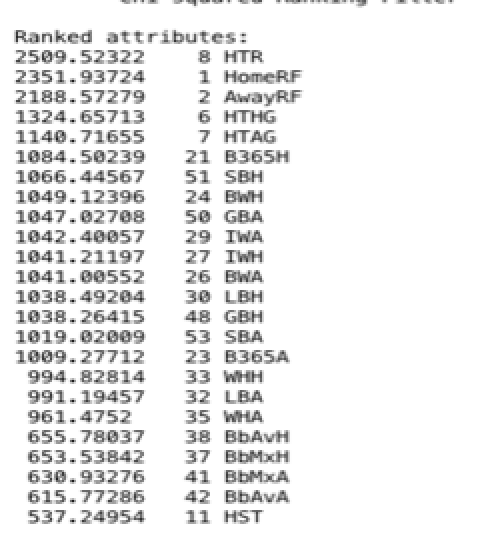 Ranked attributes:
2509.52322 8 HTR
2351.93724 1 HomeRF
2188.57279 2 AwayRF
1324.65713 6 HTHG
1140.71655 7 HTAG
1084.50239 21 B365H
1066.44567 51 SBH
1049.12396 24 BWH
1047.02708 50 GBA
1042.40057 29 IWA
1041.21197 27 IWH
1041.00552 26 BWA
1038.49204 30 LBH
1038.26415 48 GBH
1019.02009 53 SBA
1009.27712 23 B365A
994.82814 33 WHH
991.19457 32 LBA
961.4752 35 WHA
655.78037 38 BbAvH
653.53842 37 BbMxH
630.93276 41 BbMxA
615.77286 42 BbAvA
537.24954 11 HST